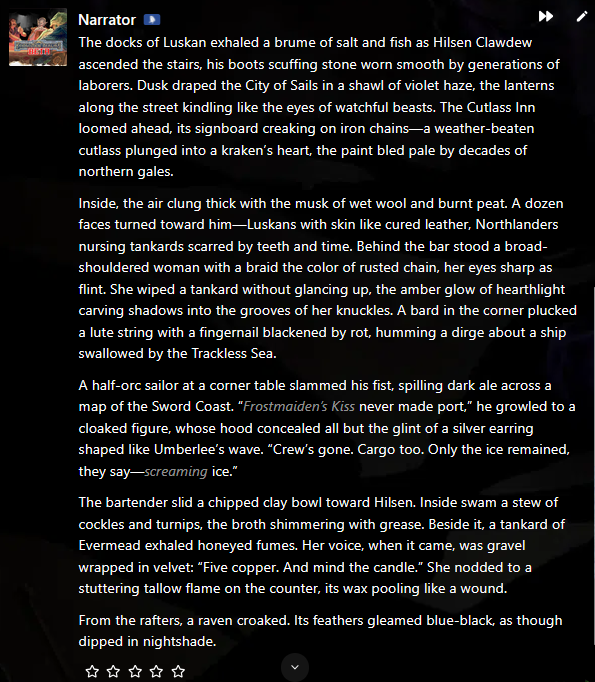 Narrator
The docks of Luskan exhaled a brume of salt and fish as Hilsen Clawdew
ascended the stairs, his boots scuffing stone worn smooth by generations of
laborers. Dusk draped the City of Sails in a shawl of violet haze, the lanterns
along the street kindling like the eyes of watchful beasts. The Cutlass Inn
loomed ahead, its signboard creaking on iron chains—a weather-beaten
cutlass plunged into a kraken’s heart, the paint bled pale by decades of
northern gales.
Inside, the air clung thick with the musk of wet wool and burnt peat. A dozen
faces turned toward him—Luskans with skin like cured leather, Northlanders
nursing tankards scarred by teeth and time. Behind the bar stood a broad-
shouldered woman with a braid the color of rusted chain, her eyes sharp as
flint. She wiped a tankard without glancing up, the amber glow of hearthlight
carving shadows into the grooves of her knuckles. A bard in the corner plucked
a lute string with a fingernail blackened by rot, humming a dirge about a ship
swallowed by the Trackless Sea.
A half-orc sailor at a corner table slammed his fist, spilling dark ale across a
map of the Sword Coast. “Frostmaiden’s Kiss never made port,” he growled to a
cloaked figure, whose hood concealed all but the glint of a silver earring
shaped like Umberlee’s wave. “Crew’s gone. Cargo too. Only the ice remained,
they say—screaming ice.”
The bartender slid a chipped clay bowl toward Hilsen. Inside swam a stew of
cockles and turnips, the broth shimmering with grease. Beside it, a tankard of
Evermead exhaled honeyed fumes. Her voice, when it came, was gravel
wrapped in velvet: “Five copper. And mind the candle.” She nodded to a
stuttering tallow flame on the counter, its wax pooling like a wound.
From the rafters, a raven croaked. Its feathers gleamed blue-black, as though
dipped in nightshade.